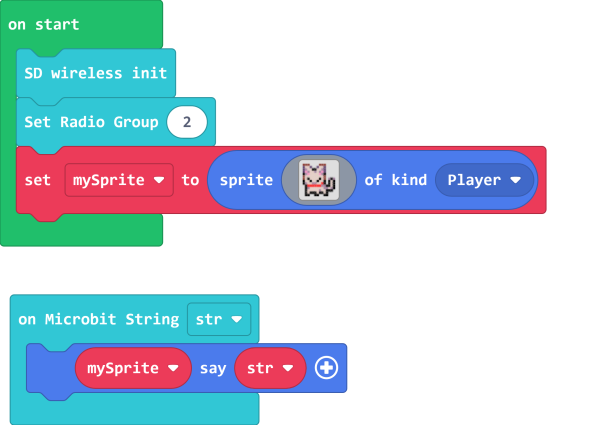 on start
SD wireless init
Set Radio Group 2
set mySprite to sprite of kind Player
on Microbit String str
mySprite say str